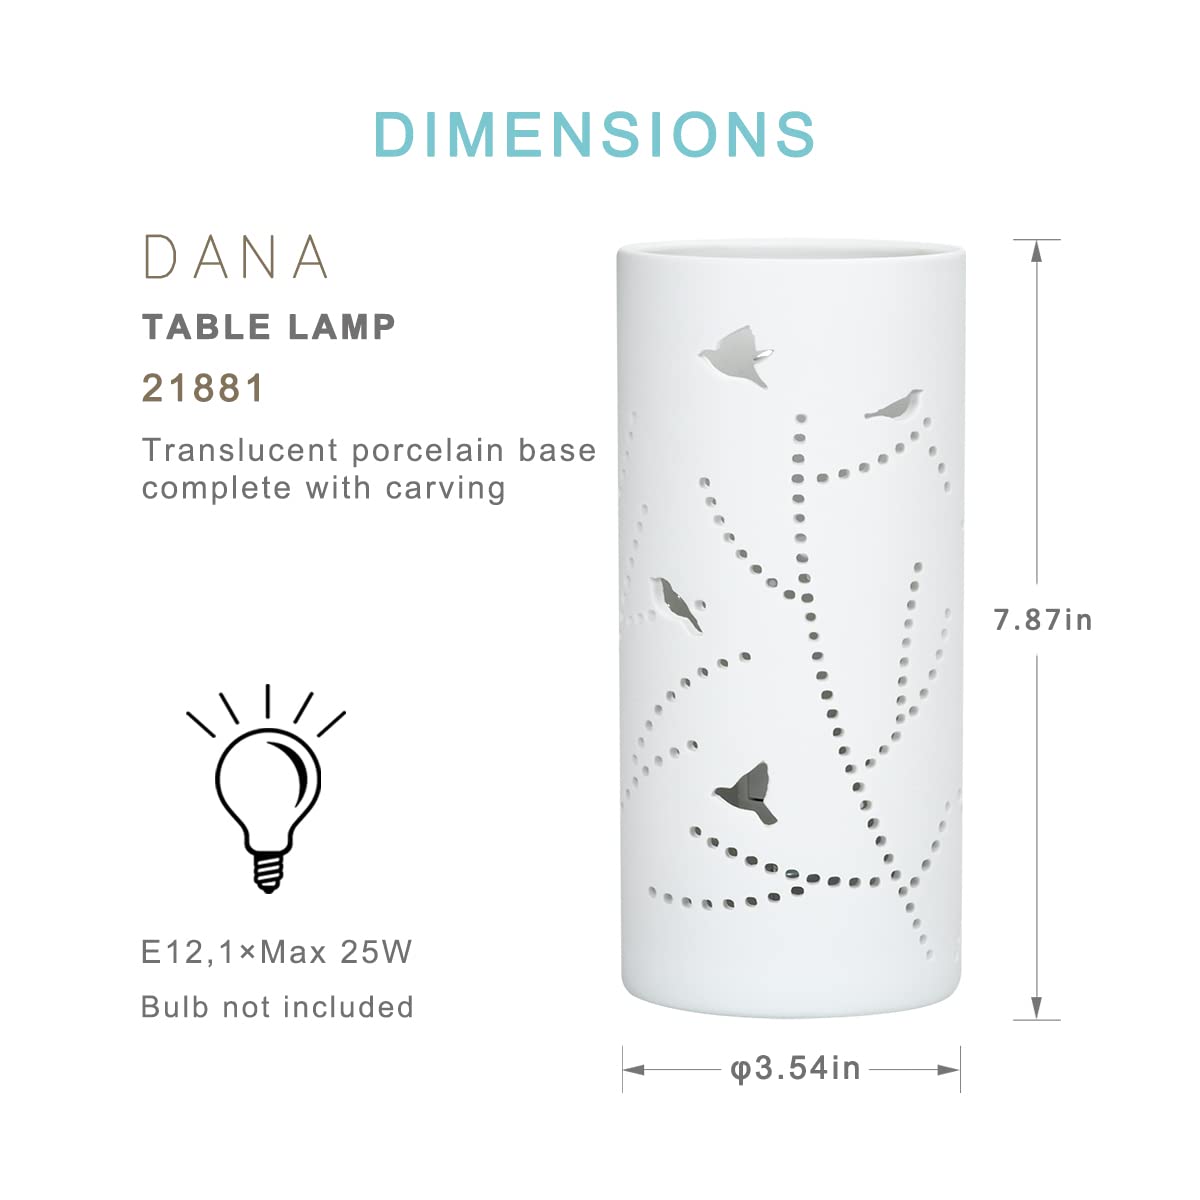 DIMENSIONS
DANA
TABLE LAMP
21881
Translucent porcelain base
complete with carving
7.87in
E12,1×Max 25W
Bulb not included
φ3.54in